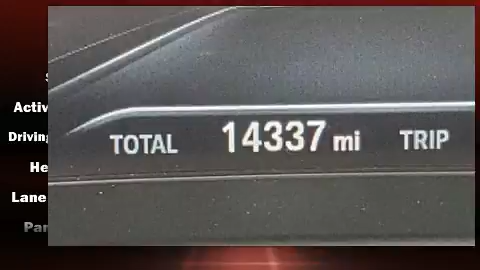 Activ
Driving
He
Lane
Par
TOTAL 14337 mi TRIP